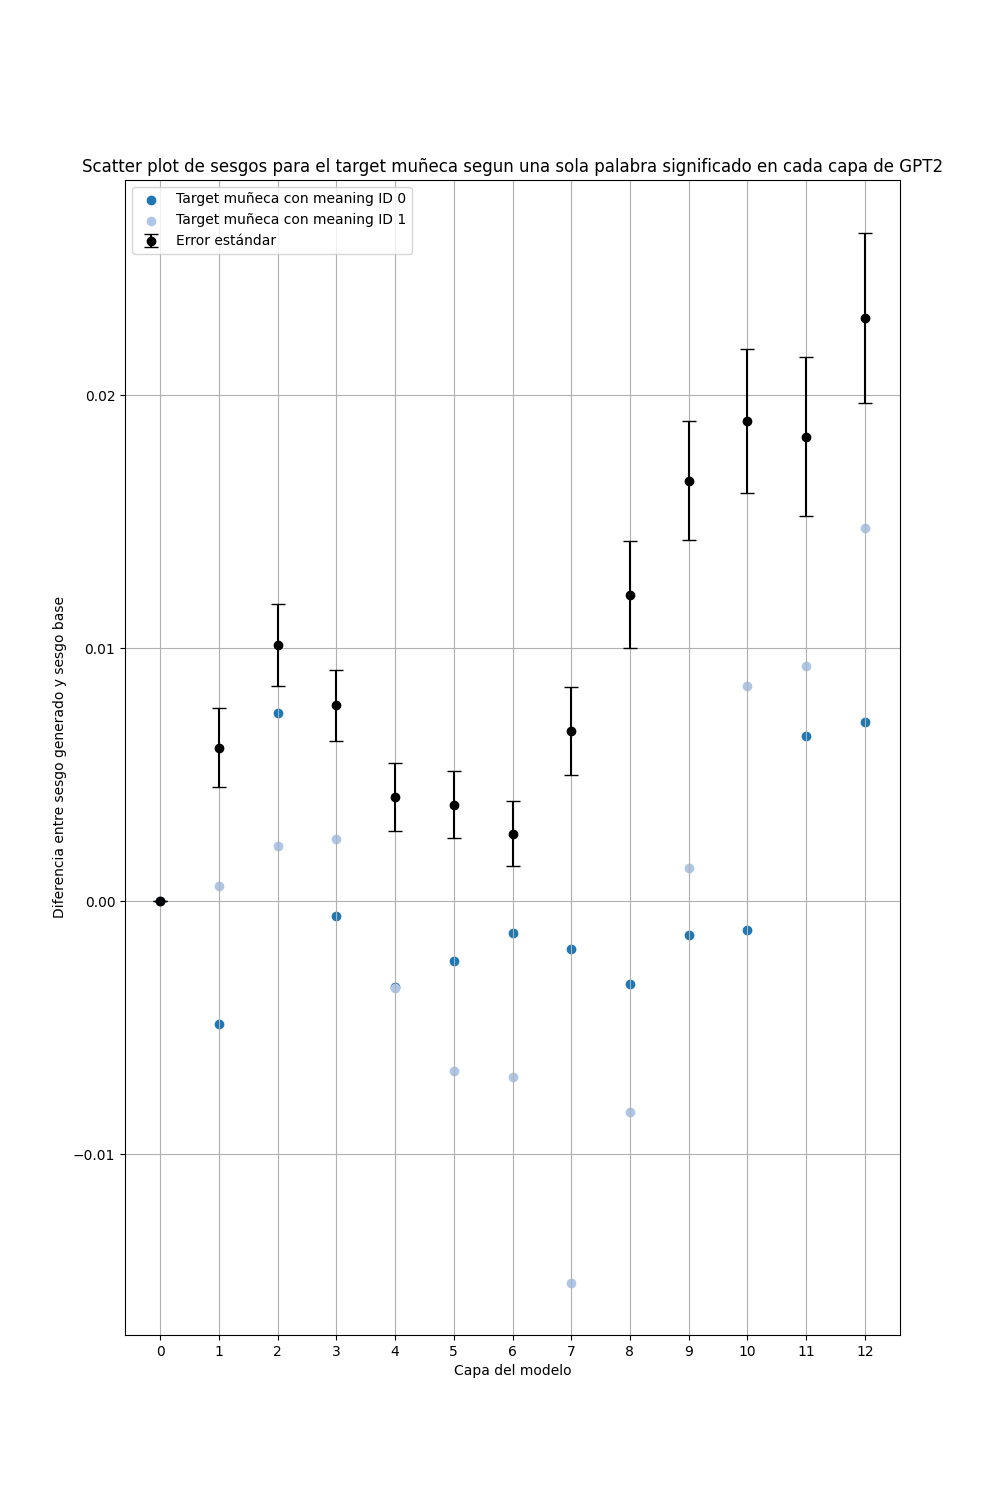 Scatter plot de sesgos para el target muñeca segun una sola palabra significado en cada capa de GPT2
Target muñeca con meaning ID 0
Target muñeca con meaning ID 1
Error estándar
Diferencia entre sesgo generado y sesgo base
0.02
0.01
0.00
−0.01
0 1 2 3 4 5 6 7 8 9 10 11 12
Capa del modelo